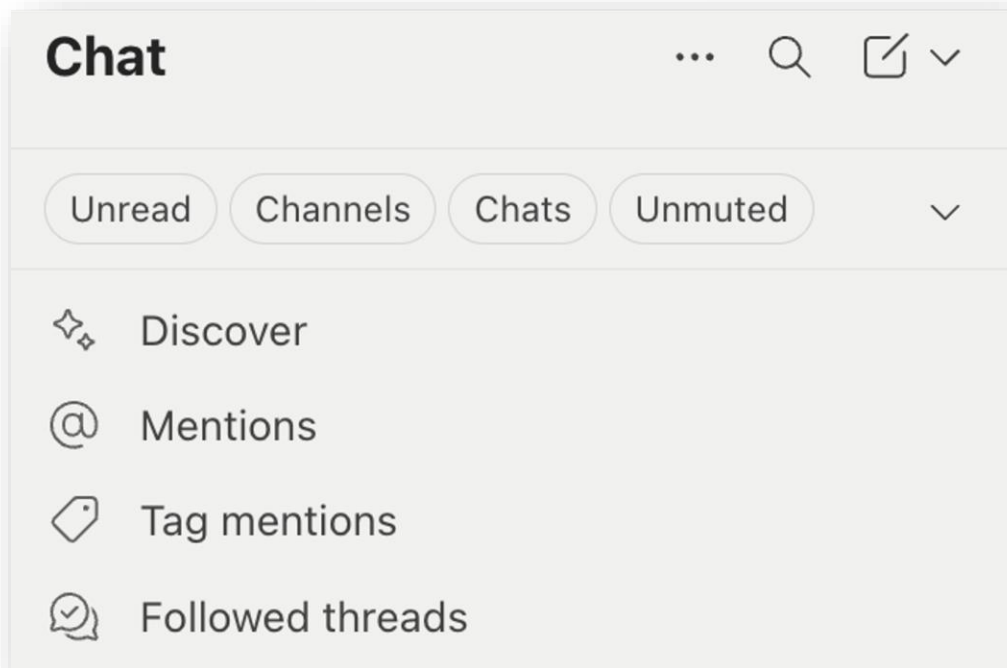 Chat
Unread Channels Chats Unmuted
Discover
Mentions
Tag mentions
Followed threads